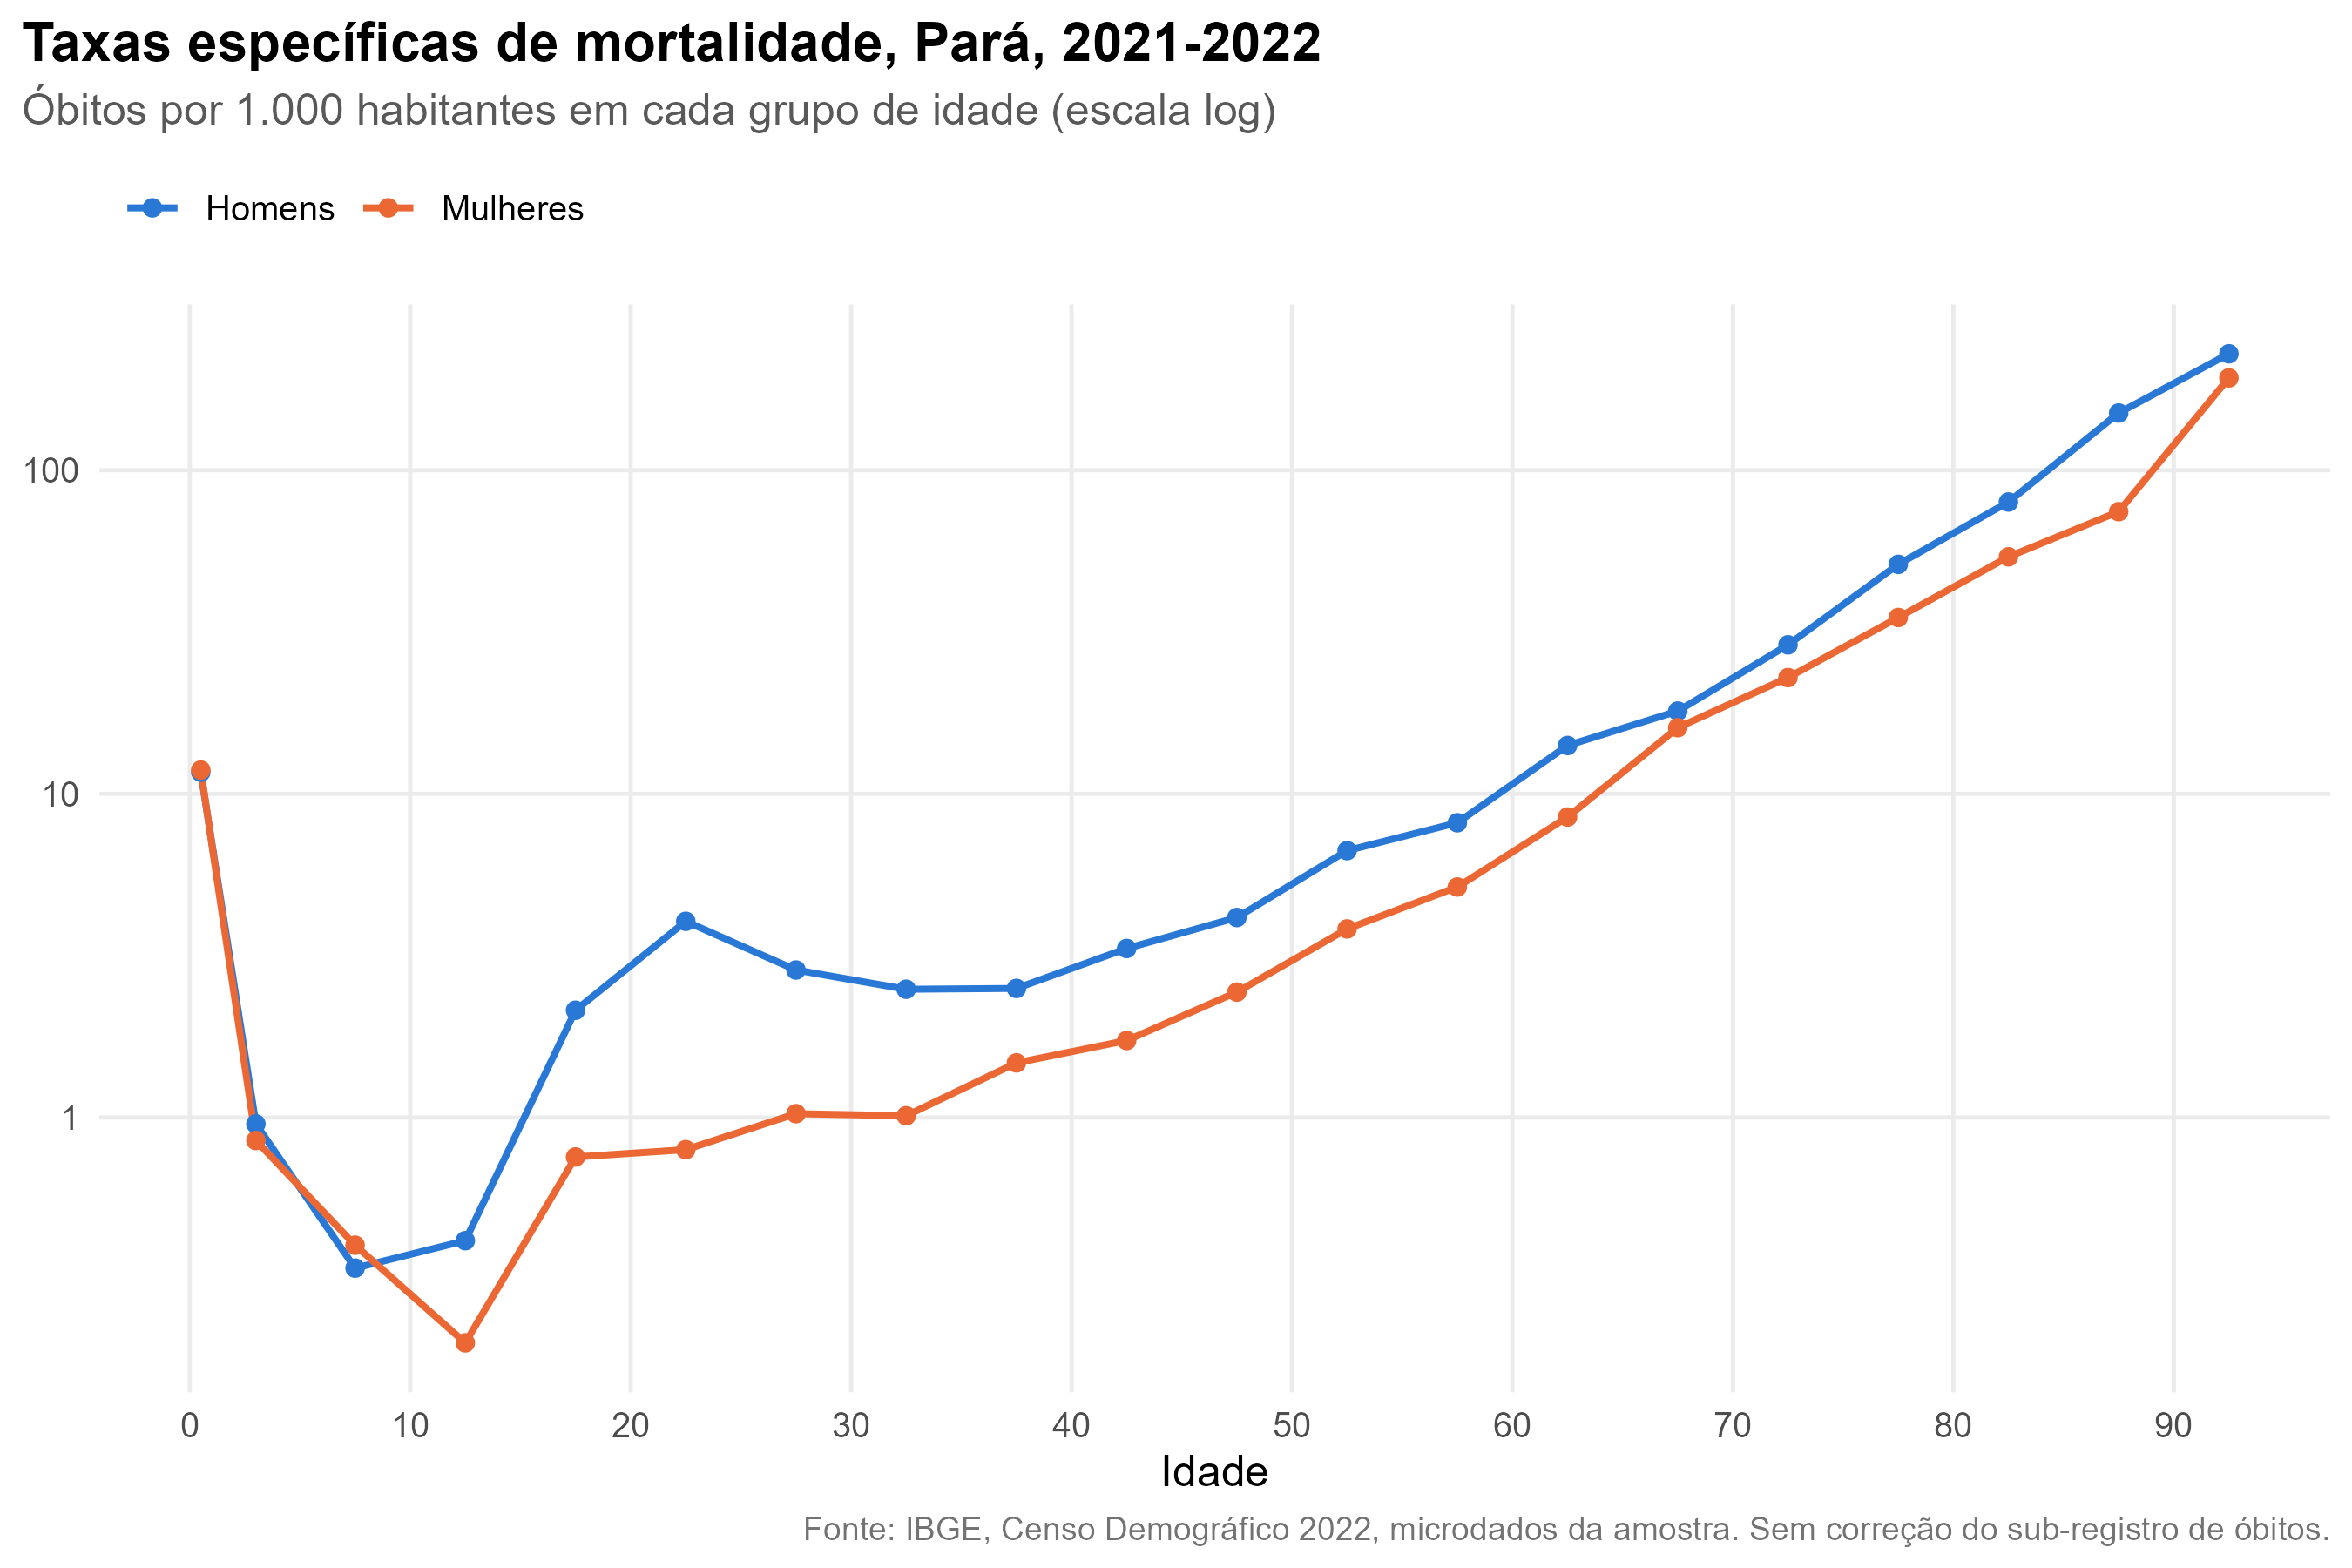 Taxas específicas de mortalidade, Pará, 2021-2022
Óbitos por 1.000 habitantes em cada grupo de idade (escala log)
Homens
Mulheres
100
10
1
0
10
20
30
40
50
60
70
80
90
Idade
Fonte: IBGE, Censo Demográfico 2022, microdados da amostra. Sem correção do sub-registro de óbitos.